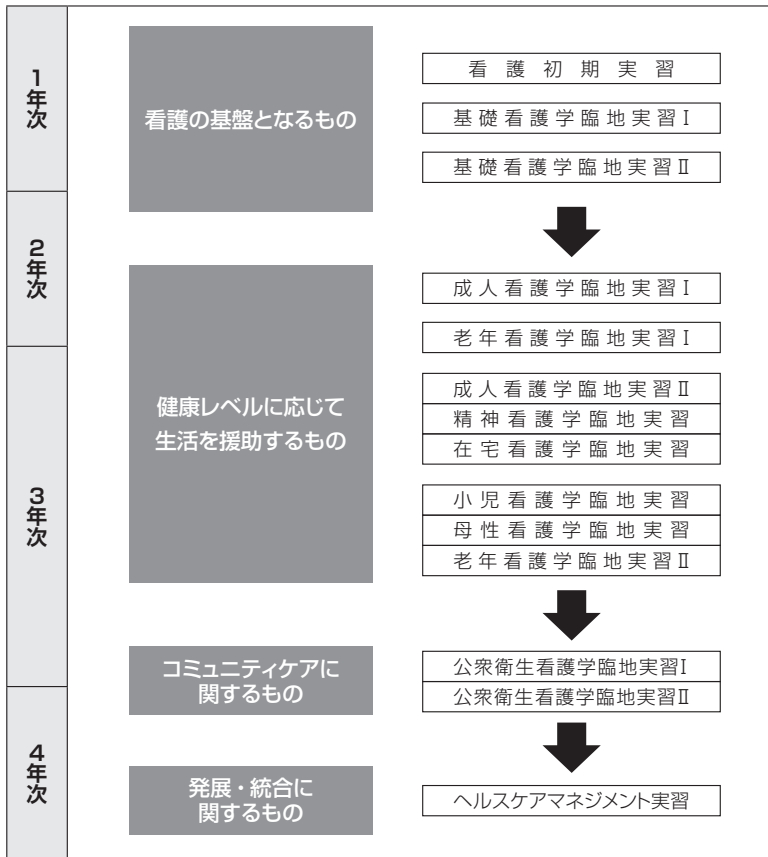 1年次
看護の基盤となるもの
看護初期実習
基礎看護学臨地実習Ⅰ
基礎看護学臨地実習Ⅱ
2年次
成人看護学臨地実習Ⅰ
老年看護学臨地実習Ⅰ
健康レベルに応じて
生活を援助するもの
成人看護学臨地実習Ⅱ
精神看護学臨地実習
在宅看護学臨地実習
3年次
小児看護学臨地実習
母性看護学臨地実習
老年看護学臨地実習Ⅱ
コミュニティケアに
関するもの
公衆衛生看護学臨地実習Ⅰ
公衆衛生看護学臨地実習Ⅱ
4年次
発展・統合に
関するもの
ヘルスケアマネジメント実習